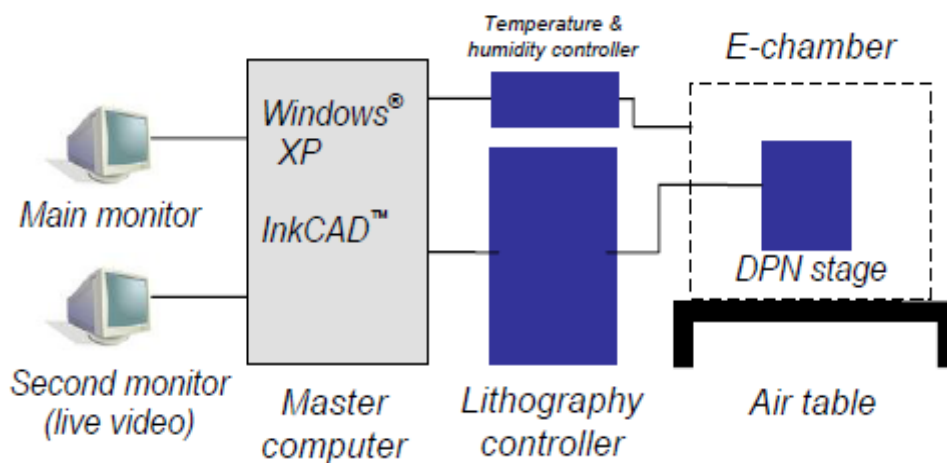 Temperature &
humidity controller
E-chamber
Windows®
XP
Main monitor
InkCAD™
DPN stage
Second monitor
(live video)
Master
computer
Lithography
controller
Air table